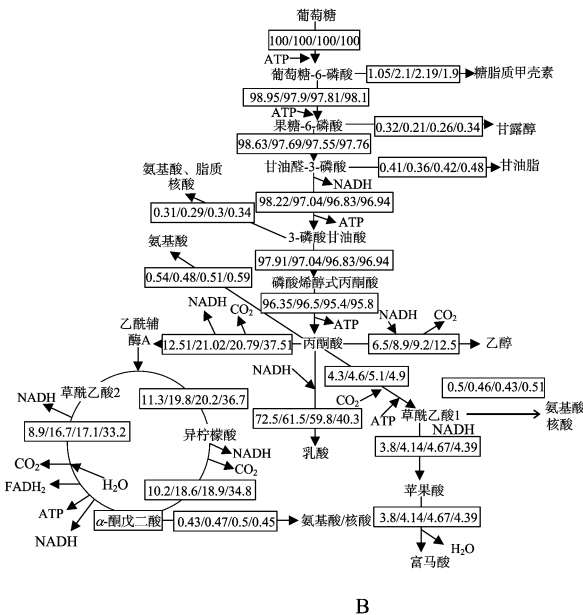 葡萄糖
100/100/100/100
ATP
葡萄糖-6-磷酸
1.05/2.1/2.19/1.9
糖脂质甲壳素
98.95/97.9/97.81/98.1
ATP
果糖-6-磷酸
0.32/0.21/0.26/0.34
甘露醇
98.63/97.69/97.55/97.76
甘油醛-3-磷酸
0.41/0.36/0.42/0.48
甘油脂
氨基酸、脂质
核酸
NADH
98.22/97.04/96.83/96.94
0.31/0.29/0.3/0.34
ATP
3-磷酸甘油酸
氨基酸
97.91/97.04/96.83/96.94
0.54/0.48/0.51/0.59
磷酸烯醇式丙酮酸
NADH
CO₂
96.35/96.5/95.4/95.8
ATP
NADH
CO₂
乙酰辅
酶A
12.51/21.02/20.79/37.51
丙酮酸
6.5/8.9/9.2/12.5
乙醇
NADH
4.3/4.6/5.1/4.9
0.5/0.46/0.43/0.51
NADH
草酰乙酸2
11.3/19.8/20.2/36.7
CO₂
ATP
草酰乙酸1
氨基酸
核酸
72.5/61.5/59.8/40.3
NADH
8.9/16.7/17.1/33.2
异柠檬酸
乳酸
3.8/4.14/4.67/4.39
NADH
CO₂
CO₂
H₂O
FADH₂
10.2/18.6/18.9/34.8
苹果酸
ATP
α-酮戊二酸
0.43/0.47/0.5/0.45
氨基酸/核酸
3.8/4.14/4.67/4.39
NADH
H₂O
富马酸
B